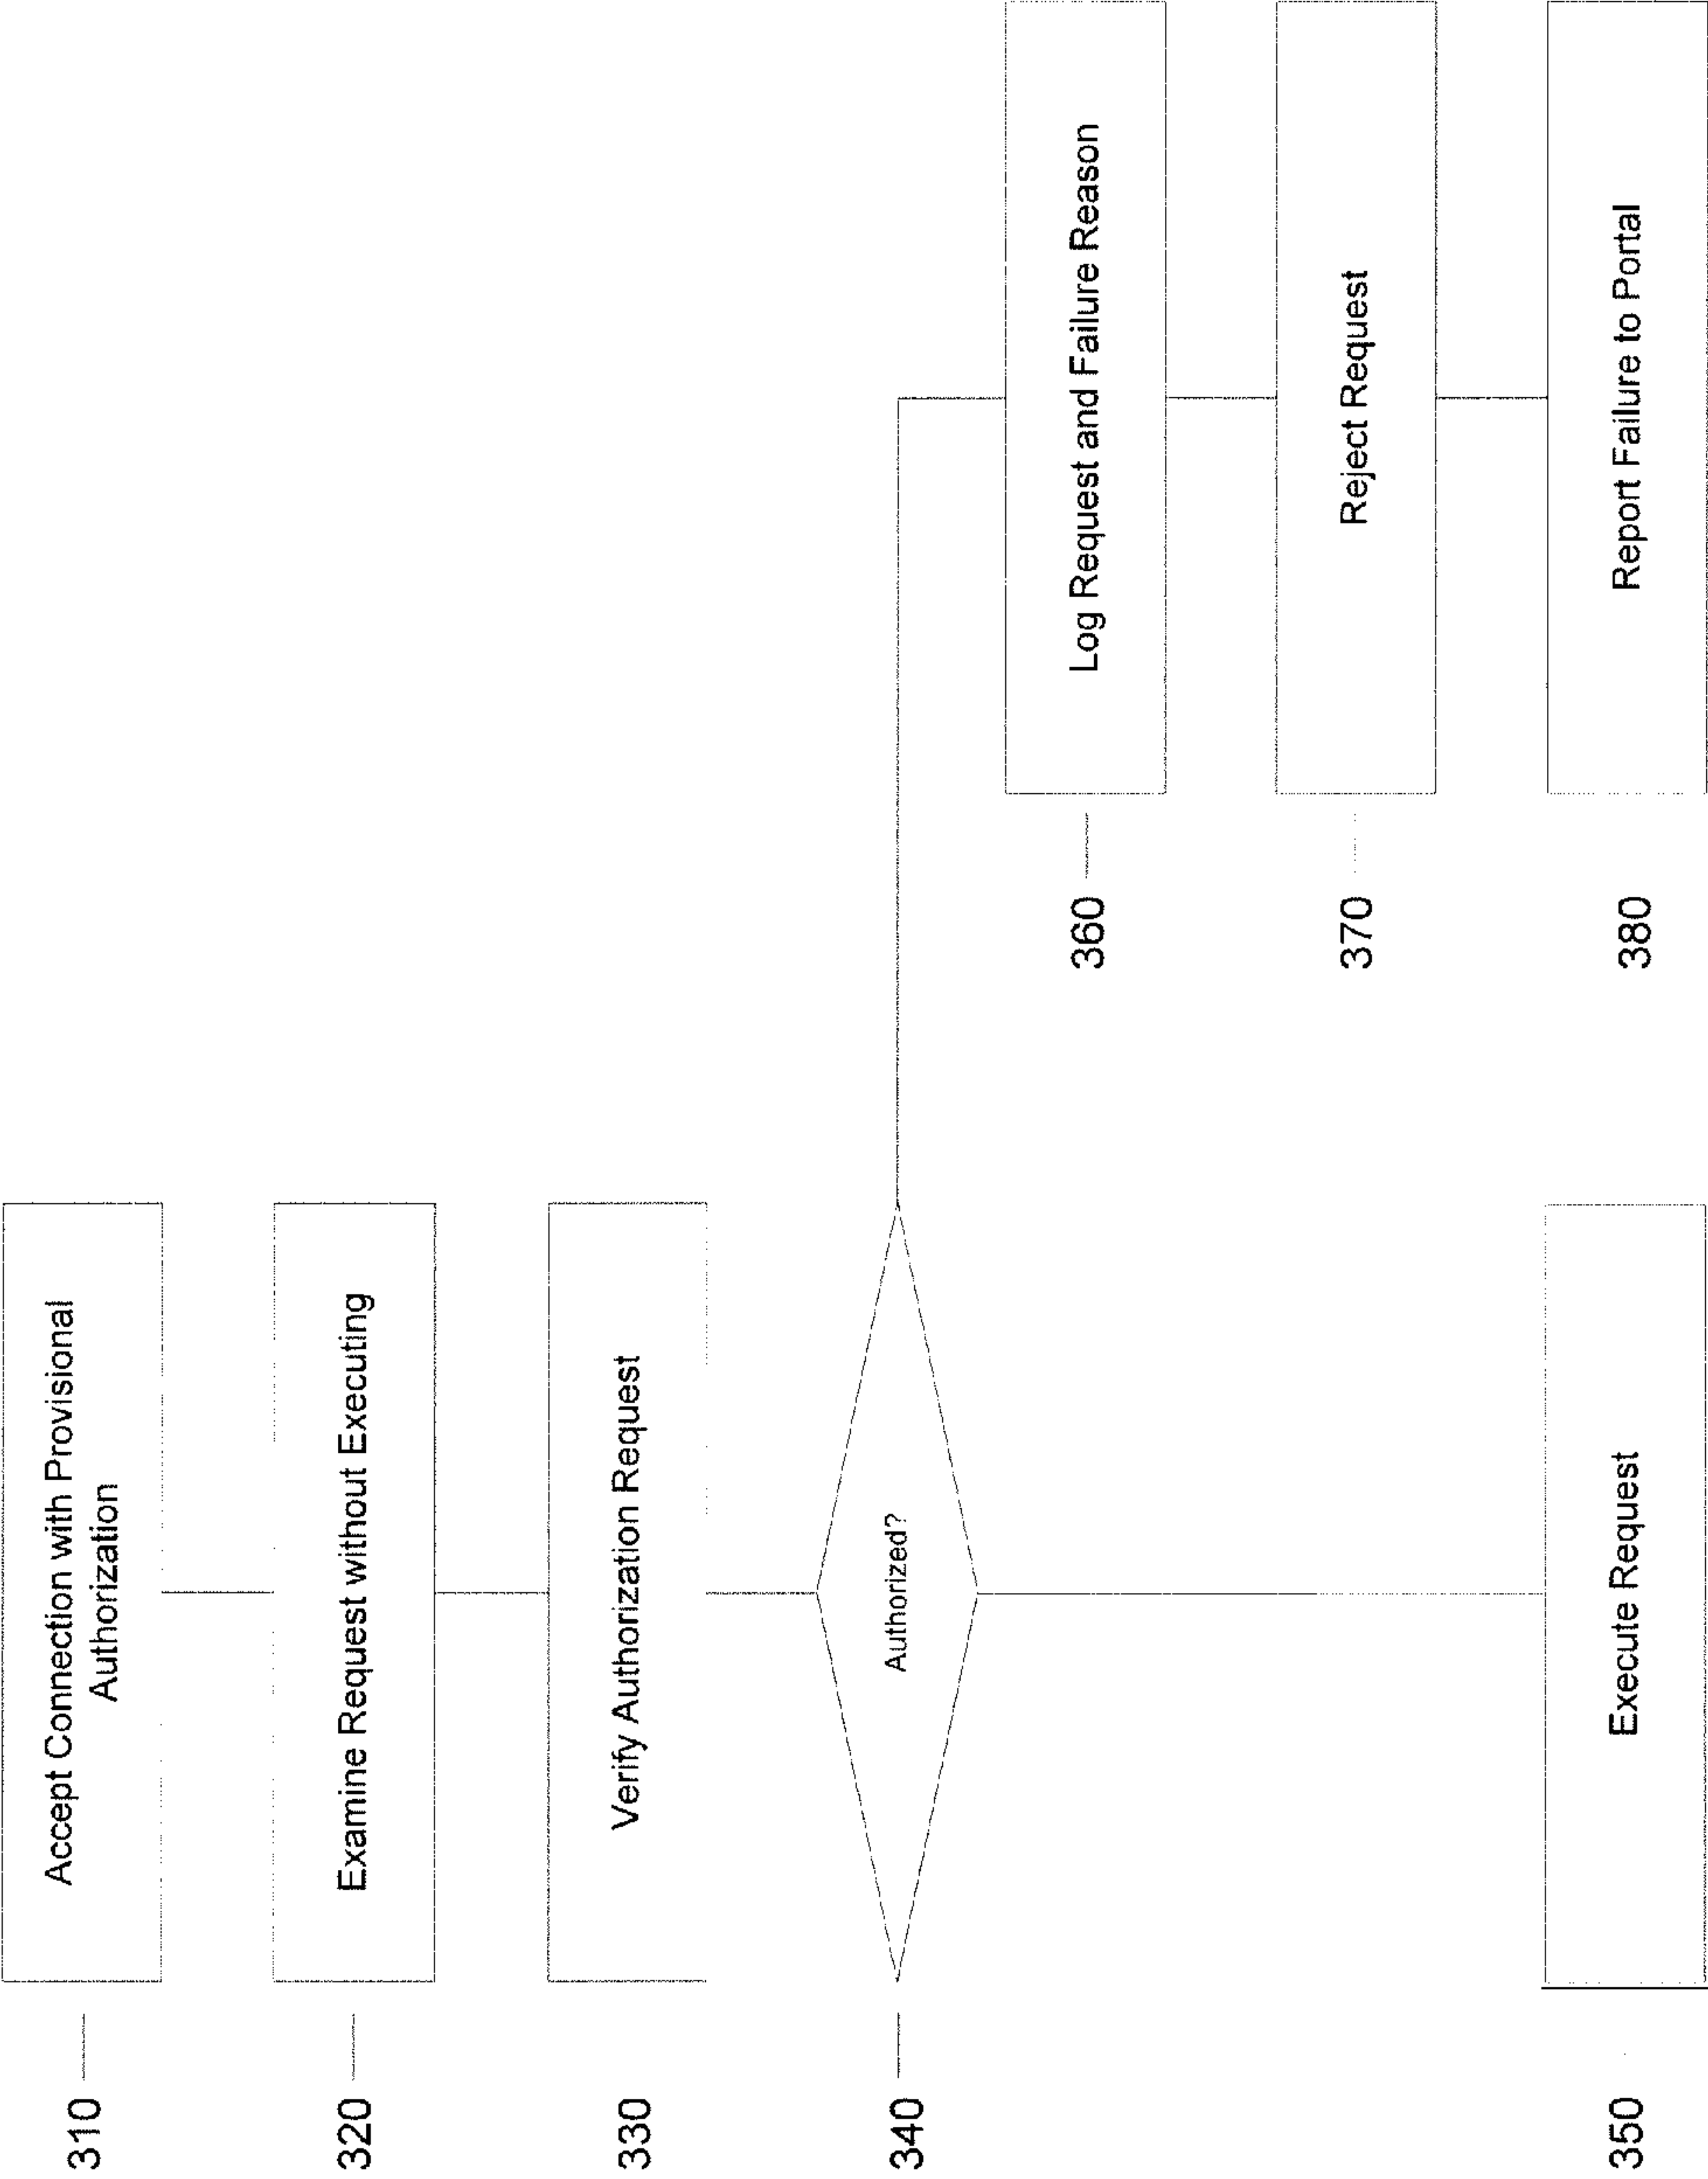 310
Accept Connection with Provisional
Authorization
320
Examine Request without Executing
330
Verify Authorization Request
340
Authorized?
350
Execute Request
360
Log Request and Failure Reason
370
Reject Request
380
Report Failure to Portal